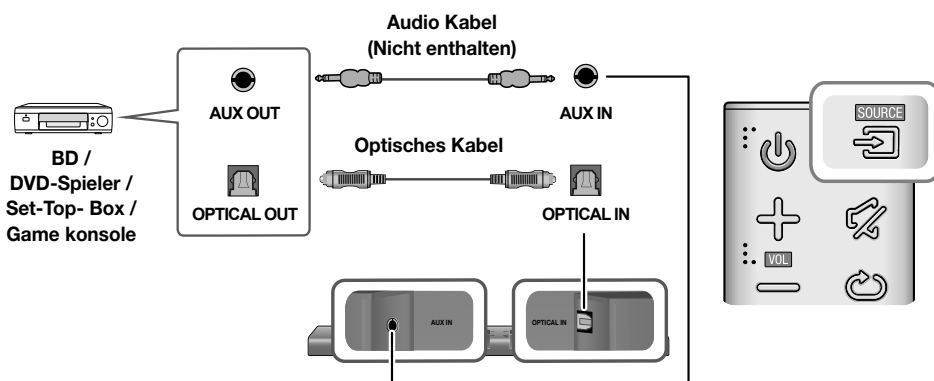 Audio Kabel
(Nicht enthalten)
AUX OUT
AUX IN
SOURCE
BD /
DVD-Spieler /
Set-Top- Box /
Game konsole
Optisches Kabel
OPTICAL OUT
OPTICAL IN
VOL
AUX IN
OPTICAL IN